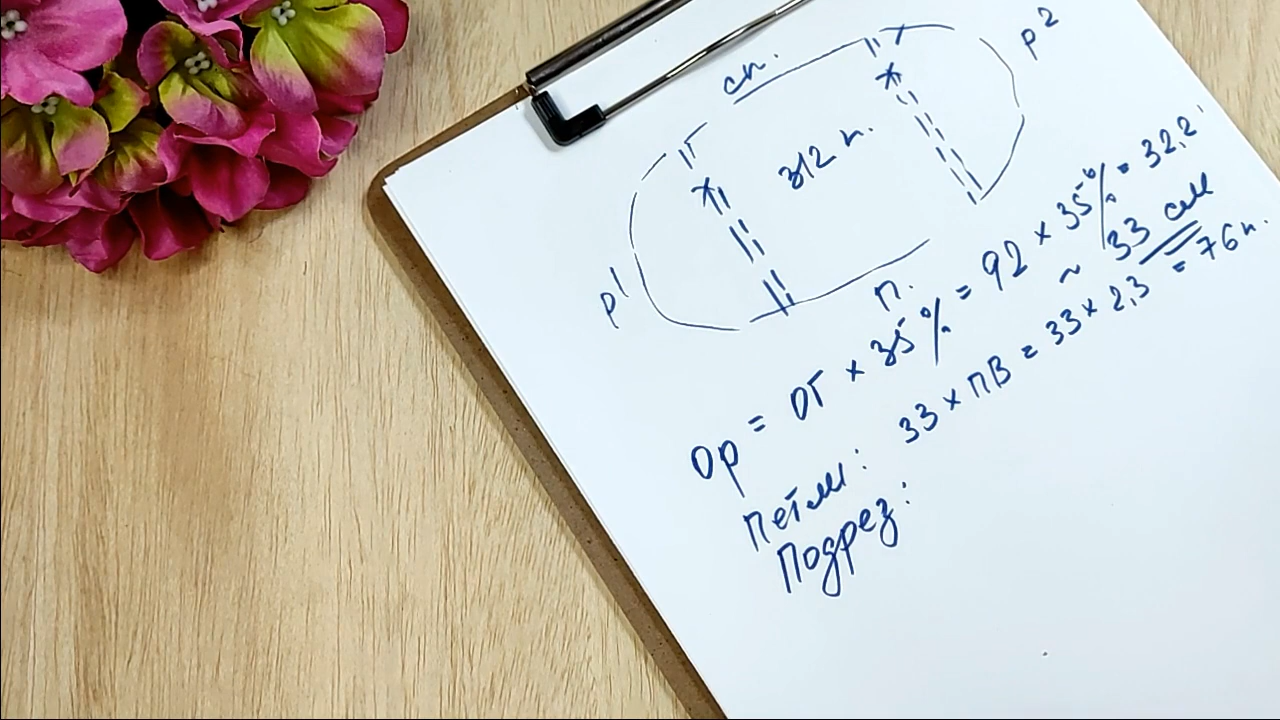 сп.
р2
312 п.
р1
п.
Ор = ОГ × 35% = 92 × 35% = 32,2
~ 33 см
Петли: 33 × ПВ = 33 × 2,3 = 76 п.
Подрез: